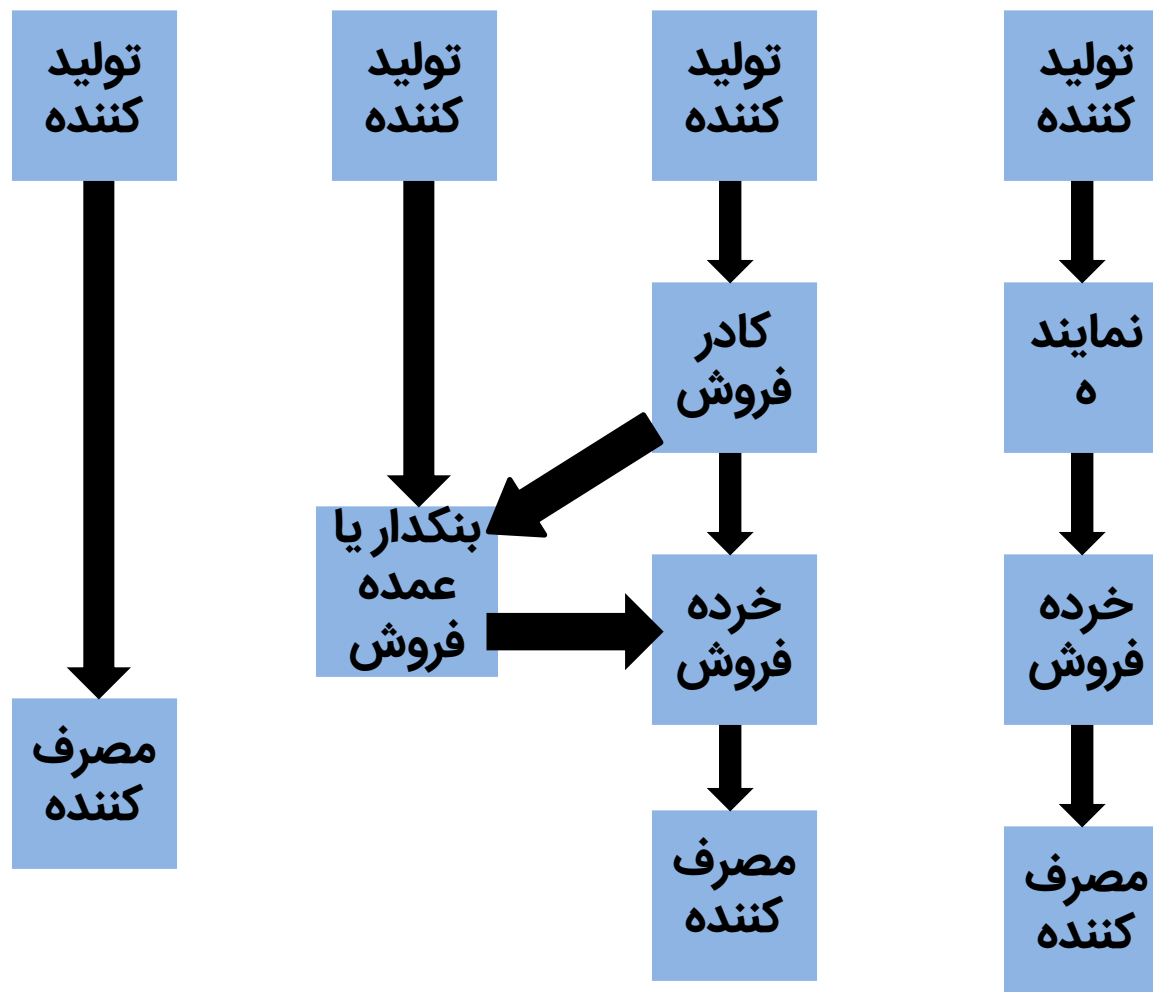 تولید
کننده
تولید
کننده
تولید
کننده
تولید
کننده
نمایند
ه
کادر
فروش
بنکدار یا
عمده
فروش
خرده
فروش
خرده
فروش
مصرف
کننده
مصرف
کننده
مصرف
کننده